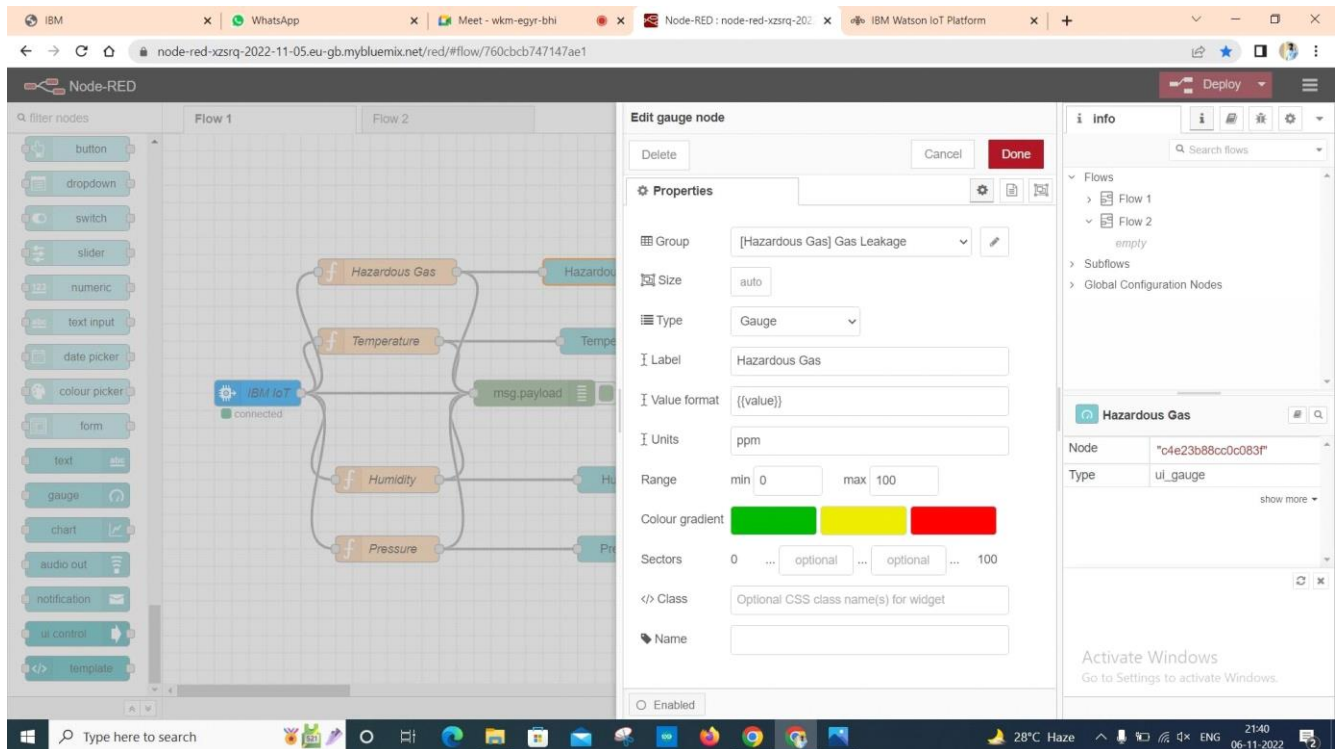 IBM
WhatsApp
Meet - wkm-egyr-bhi
Node-RED : node-red-xzsrq-202
IBM Watson IoT Platform
node-red-xzsrq-2022-11-05.eu-gb.mybluemix.net/red/#flow/760cbcb747147ae1
Node-RED
Deploy
filter nodes
Flow 1
Flow 2
Edit gauge node
i info
button
dropdown
switch
slider
numeric
text input
date picker
colour picker
form
text
abc
gauge
chart
audio out
notification
ui control
template
IBM IoT
connected
Hazardous Gas
Temperature
Humidity
Pressure
msg.payload
Hazardou
Tempe
Hu
Pre
Delete
Cancel
Done
Properties
Group
[Hazardous Gas] Gas Leakage
Size
auto
Type
Gauge
Label
Hazardous Gas
Value format
{{value}}
Units
ppm
Range
min 0
max 100
Colour gradient
Sectors
0 ... optional ... optional ... 100
</> Class
Optional CSS class name(s) for widget
Name
Enabled
Search flows
Flows
Flow 1
Flow 2
empty
Subflows
Global Configuration Nodes
Hazardous Gas
Node "c4e23b88cc0c083f"
Type ui_gauge
show more
Activate Windows
Go to Settings to activate Windows.
Type here to search
28°C Haze
ENG
21:40
06-11-2022